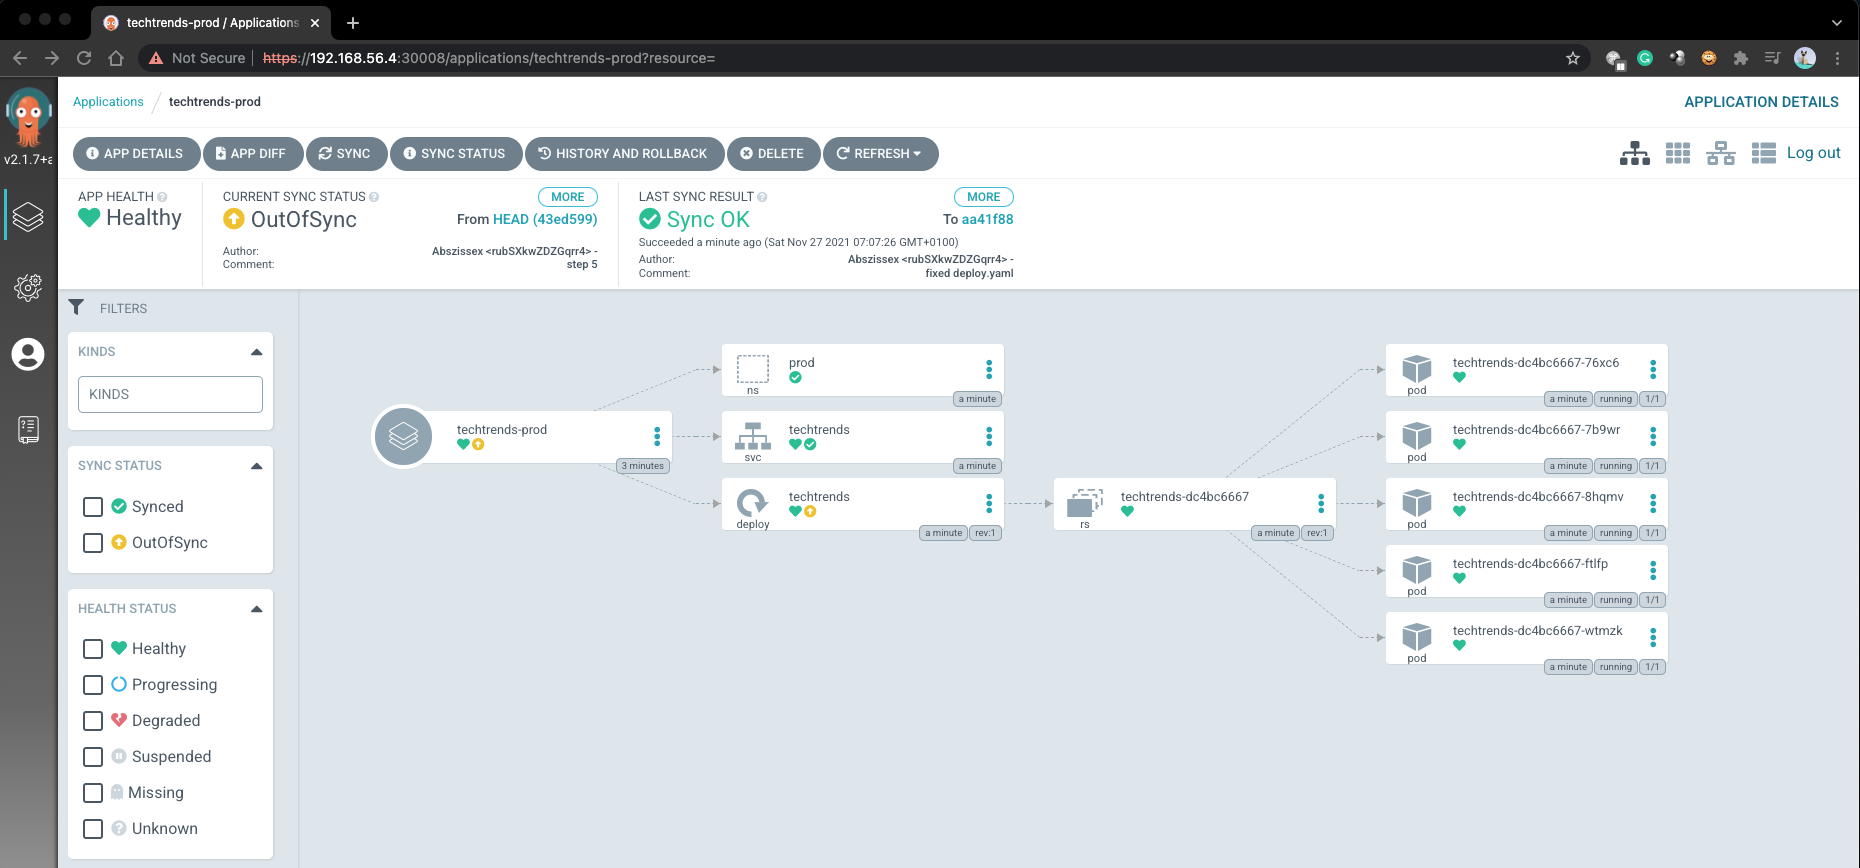 techtrends-prod / Applications
Not Secure
https://192.168.56.4:30008/applications/techtrends-prod?resource=
v2.1.7+a
Applications
techtrends-prod
APPLICATION DETAILS
APP DETAILS
APP DIFF
SYNC
SYNC STATUS
HISTORY AND ROLLBACK
DELETE
REFRESH
Log out
APP HEALTH
Healthy
CURRENT SYNC STATUS
MORE
OutOfSync
From HEAD (43ed599)
Author: Abszissex <rubSXkwZDZGqrr4> -
Comment: step 5
LAST SYNC RESULT
MORE
Sync OK
To aa41f88
Succeeded a minute ago (Sat Nov 27 2021 07:07:26 GMT+0100)
Author: Abszissex <rubSXkwZDZGqrr4> -
Comment: fixed deploy.yaml
FILTERS
KINDS
KINDS
SYNC STATUS
Synced
OutOfSync
HEALTH STATUS
Healthy
Progressing
Degraded
Suspended
Missing
Unknown
techtrends-prod
3 minutes
prod
ns
a minute
techtrends
svc
a minute
techtrends
deploy
a minute rev:1
techtrends-dc4bc6667
rs
a minute rev:1
techtrends-dc4bc6667-76xc6
pod
a minute running 1/1
techtrends-dc4bc6667-7b9wr
pod
a minute running 1/1
techtrends-dc4bc6667-8hqmv
pod
a minute running 1/1
techtrends-dc4bc6667-ftlfp
pod
a minute running 1/1
techtrends-dc4bc6667-wtmzk
pod
a minute running 1/1